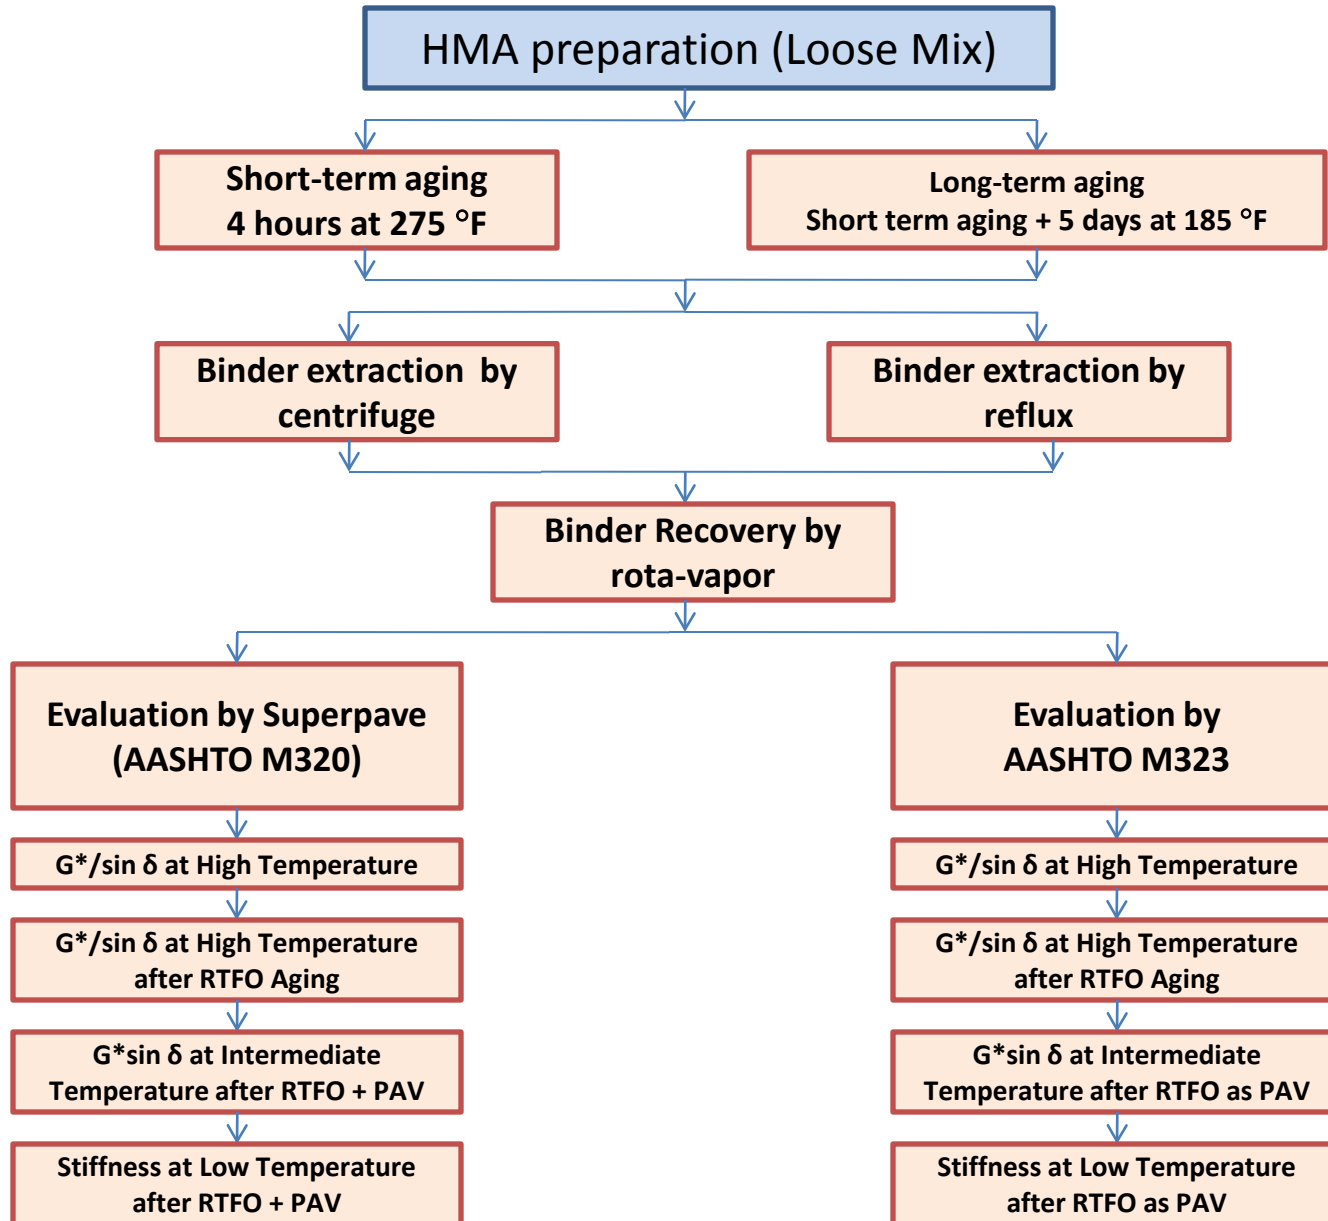 HMA preparation (Loose Mix)
Short-term aging
4 hours at 275 °F
Long-term aging
Short term aging + 5 days at 185 °F
Binder extraction by
centrifuge
Binder extraction by
reflux
Binder Recovery by
rota-vapor
Evaluation by Superpave
(AASHTO M320)
Evaluation by
AASHTO M323
G*/sin δ at High Temperature
G*/sin δ at High Temperature
G*/sin δ at High Temperature
after RTFO Aging
G*/sin δ at High Temperature
after RTFO Aging
G*sin δ at Intermediate
Temperature after RTFO + PAV
G*sin δ at Intermediate
Temperature after RTFO as PAV
Stiffness at Low Temperature
after RTFO + PAV
Stiffness at Low Temperature
after RTFO as PAV